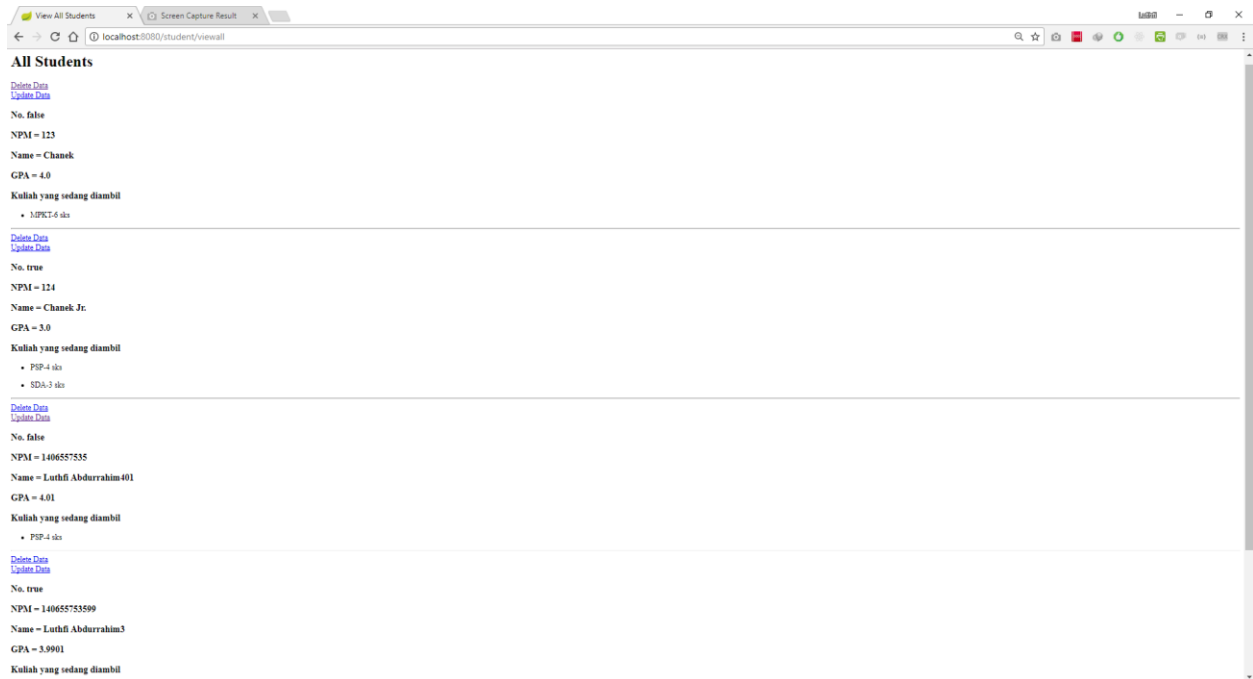 View All Students
Screen Capture Result
localhost:8080/student/viewall
All Students
Delete Data
Update Data
No. false
NPM = 123
Name = Chanek
GPA = 4.0
Kuliah yang sedang diambil
MPKT-6 sks
Delete Data
Update Data
No. true
NPM = 124
Name = Chanek Jr.
GPA = 3.0
Kuliah yang sedang diambil
PSP-4 sks
SDA-3 sks
Delete Data
Update Data
No. false
NPM = 1406557535
Name = Luthfi Abdurrahim401
GPA = 4.01
Kuliah yang sedang diambil
PSP-4 sks
Delete Data
Update Data
No. true
NPM = 140655753599
Name = Luthfi Abdurrahim3
GPA = 3.9901
Kuliah yang sedang diambil